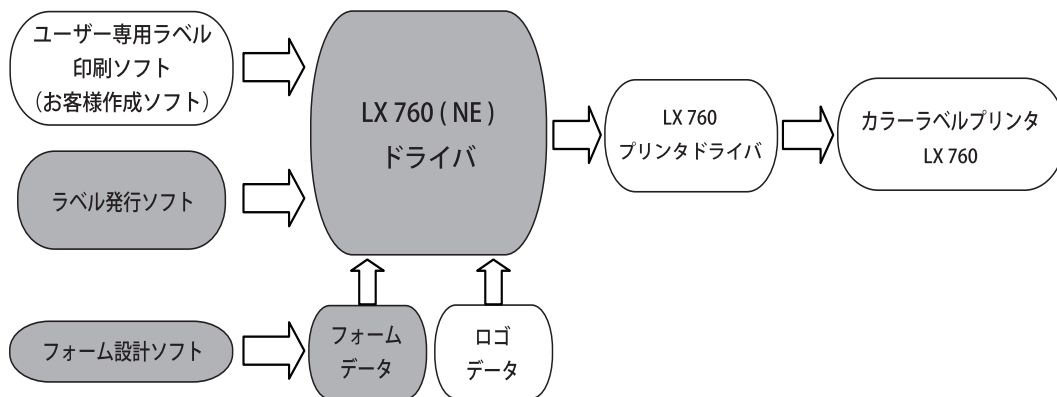 ユーザー専用ラベル
印刷ソフト
（お客様作成ソフト）
ラベル発行ソフト
フォーム設計ソフト
LX 760 ( NE )
ドライバ
フォーム
データ
ロゴ
データ
LX 760
プリンタドライバ
カラーラベルプリンタ
LX 760